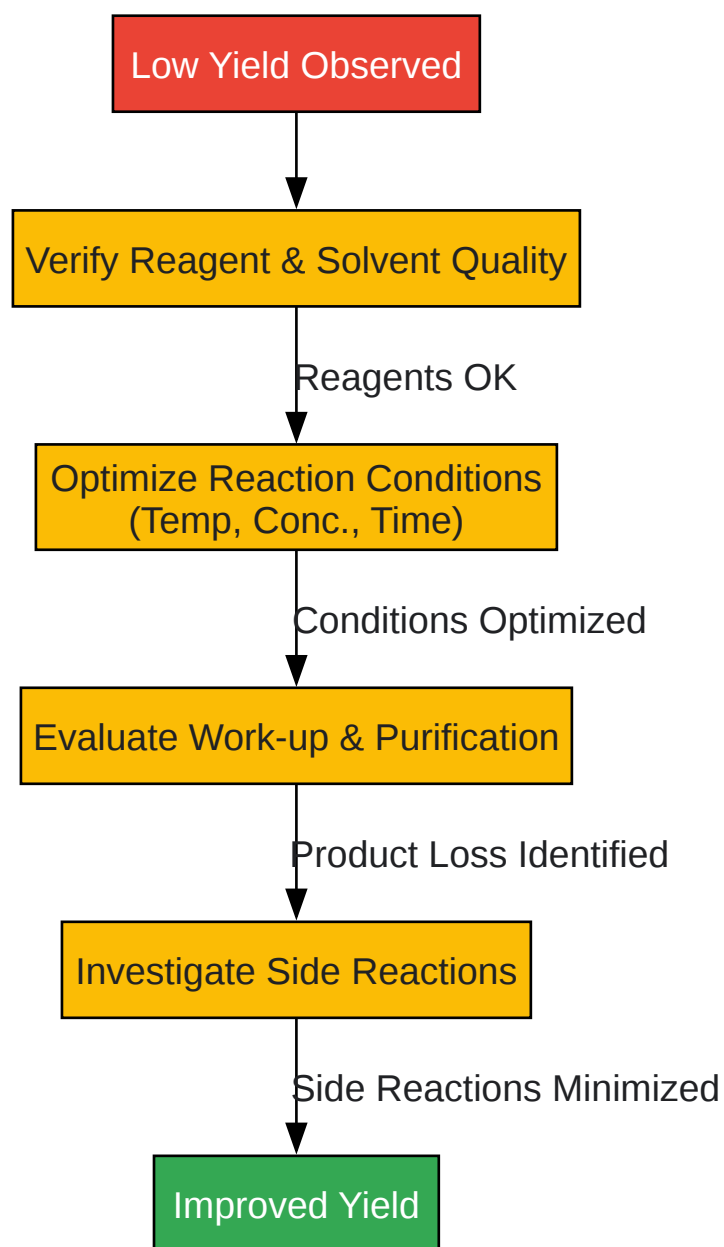 Low Yield Observed
Verify Reagent & Solvent Quality
Reagents OK
Optimize Reaction Conditions
(Temp, Conc., Time)
Conditions Optimized
Evaluate Work-up & Purification
Product Loss Identified
Investigate Side Reactions
Side Reactions Minimized
Improved Yield